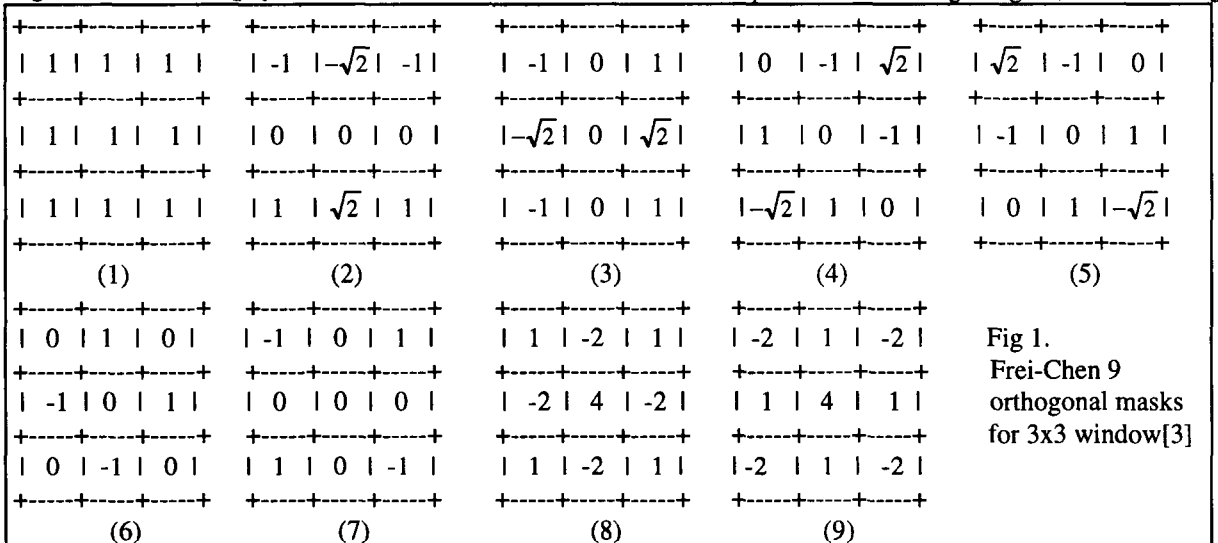 +-----+-----+-----+ +-----+-----+-----+ +-----+-----+-----+ +-----+-----+-----+ +-----+-----+-----+
| 1 | 1 | 1 | | -1 |-√2| -1 | | -1 | 0 | 1 | | 0 | -1 | √2 | | √2 | -1 | 0 |
+-----+-----+-----+ +-----+-----+-----+ +-----+-----+-----+ +-----+-----+-----+ +-----+-----+-----+
| 1 | 1 | 1 | | 0 | 0 | 0 | |-√2| 0 | √2 | | 1 | 0 | -1 | | -1 | 0 | 1 |
+-----+-----+-----+ +-----+-----+-----+ +-----+-----+-----+ +-----+-----+-----+ +-----+-----+-----+
| 1 | 1 | 1 | | 1 | √2 | 1 | | -1 | 0 | 1 | |-√2| 1 | 0 | | 0 | 1 |-√2|
+-----+-----+-----+ +-----+-----+-----+ +-----+-----+-----+ +-----+-----+-----+ +-----+-----+-----+
(1) (2) (3) (4) (5)
+-----+-----+-----+ +-----+-----+-----+ +-----+-----+-----+ +-----+-----+-----+
| 0 | 1 | 0 | | -1 | 0 | 1 | | 1 | -2 | 1 | | -2 | 1 | -2 | Fig 1.
+-----+-----+-----+ +-----+-----+-----+ +-----+-----+-----+ +-----+-----+-----+ Frei-Chen 9
| -1 | 0 | 1 | | 0 | 0 | 0 | | -2 | 4 | -2 | | 1 | 4 | 1 | orthogonal masks
+-----+-----+-----+ +-----+-----+-----+ +-----+-----+-----+ +-----+-----+-----+ for 3x3 window[3]
| 0 | -1 | 0 | | 1 | 0 | -1 | | 1 | -2 | 1 | |-2 | 1 | -2 |
+-----+-----+-----+ +-----+-----+-----+ +-----+-----+-----+ +-----+-----+-----+
(6) (7) (8) (9)